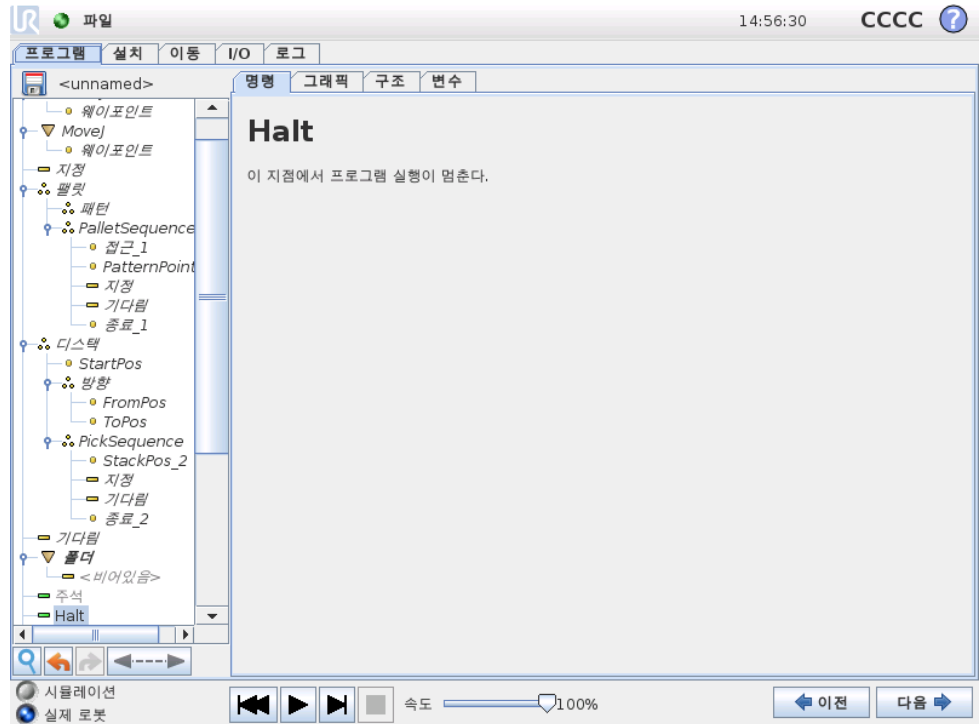 UR 파일 14:56:30 CCCC ?
프로그램 설치 이동 I/O 로그
<unnamed>
명령 그래픽 구조 변수
웨이포인트
MoveJ
웨이포인트
지정
팰릿
패턴
PalletSequence
접근_1
PatternPoint
지정
기다림
종료_1
디스택
StartPos
방향
FromPos
ToPos
PickSequence
StackPos_2
지정
기다림
종료_2
기다림
폴더
<비어있음>
주석
Halt
Halt
이 지점에서 프로그램 실행이 멈춘다.
시뮬레이션
실제 로봇
속도 100%
이전 다음